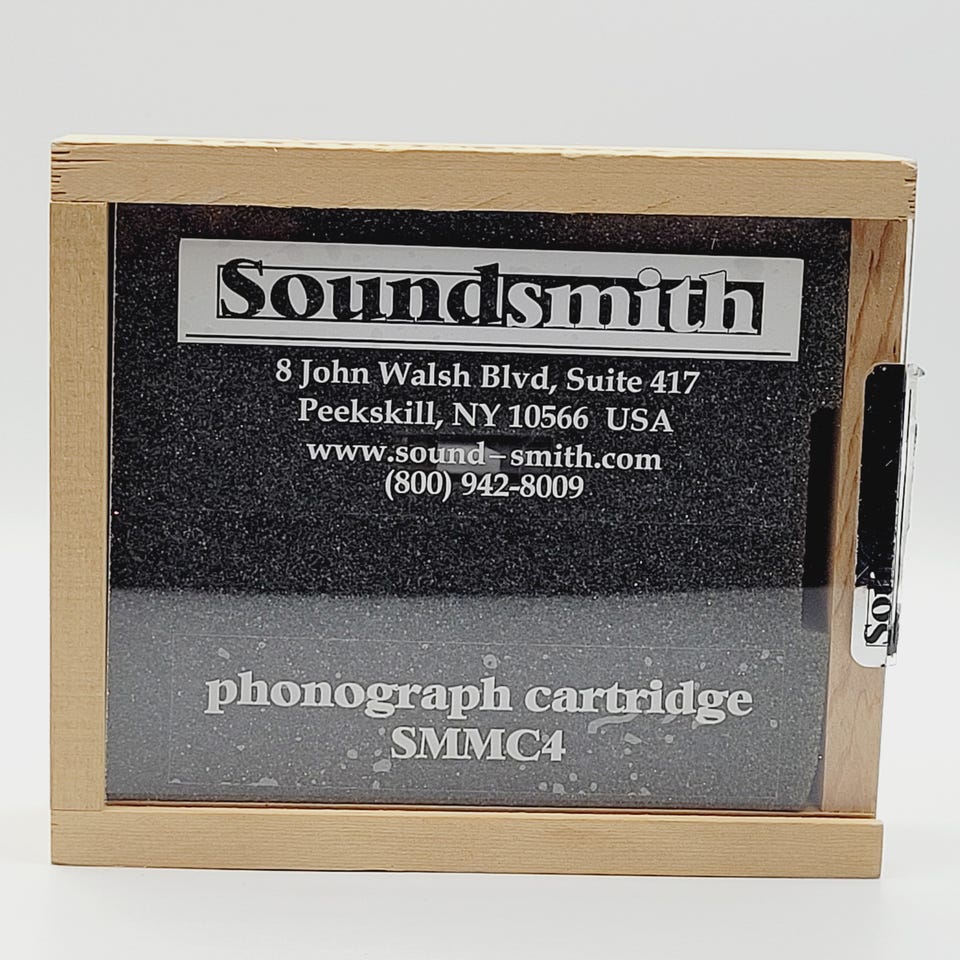 Soundsmith
8 John Walsh Blvd, Suite 417
Peekskill, NY 10566 USA
www.sound-smith.com
(800) 942-8009
phonograph cartridge
SMMC4
Sou